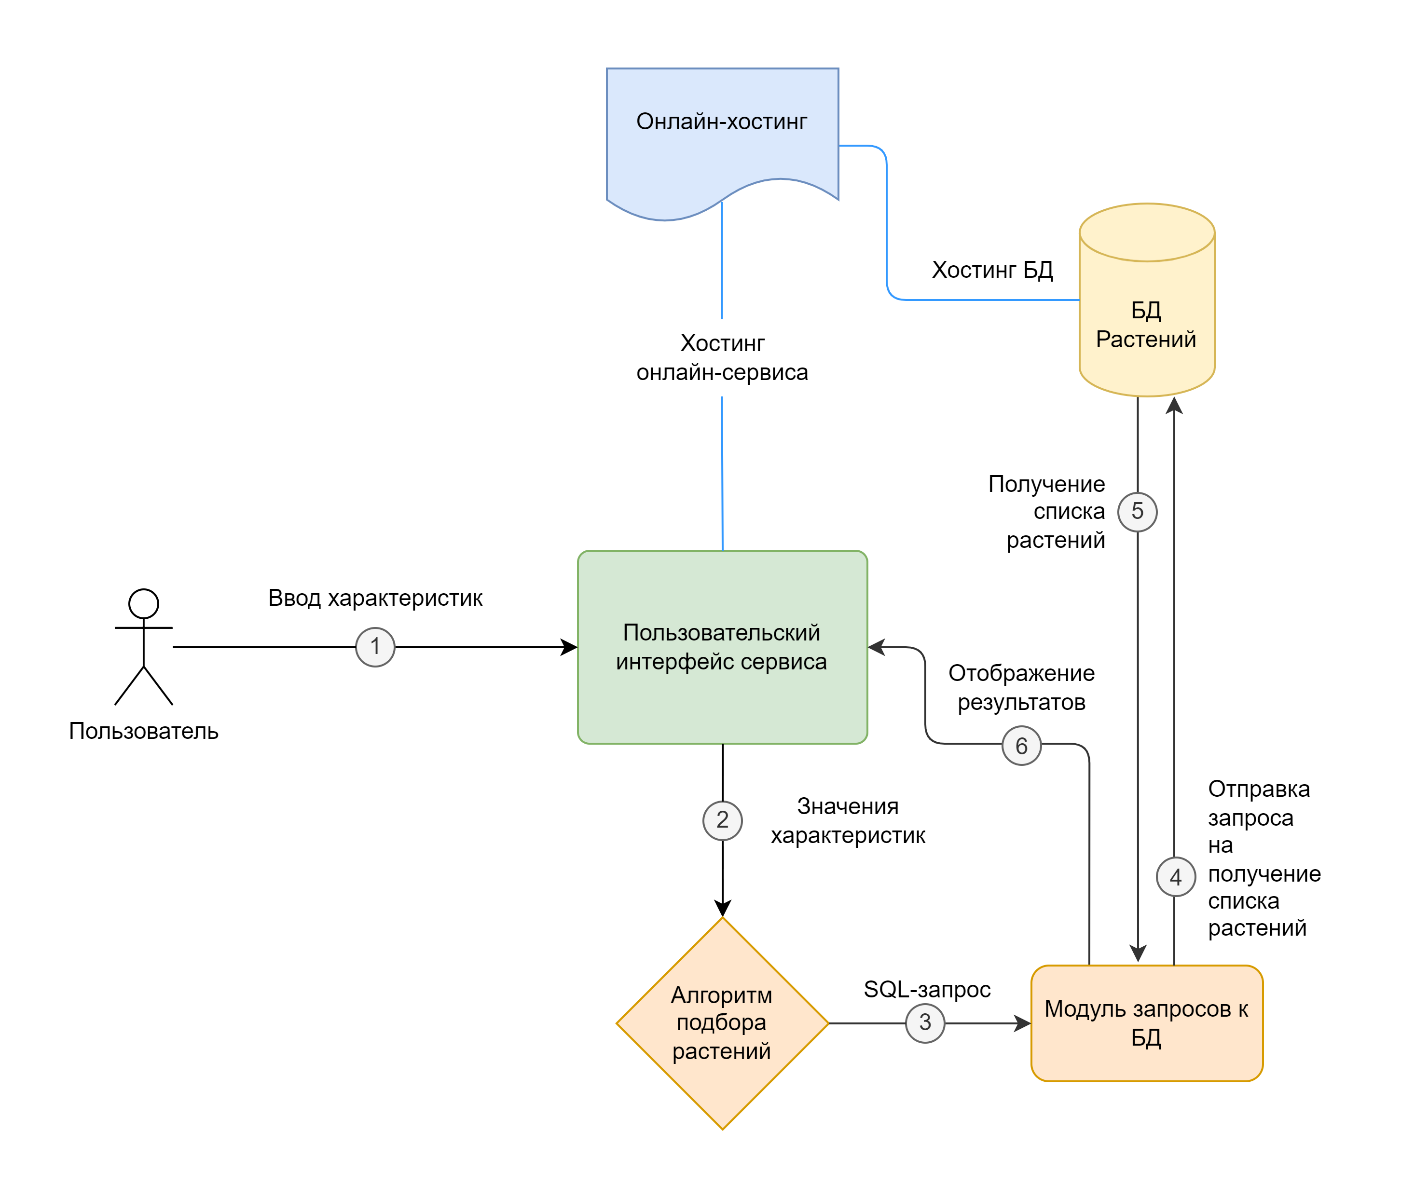 Онлайн-хостинг
Хостинг БД
БД
Растений
Хостинг
онлайн-сервиса
Получение
списка
растений
5
Ввод характеристик
1
Пользователь
Пользовательский
интерфейс сервиса
Отображение
результатов
6
2
Значения
характеристик
Отправка
запроса
на
получение
списка
растений
4
Алгоритм
подбора
растений
SQL-запрос
3
Модуль запросов к
БД